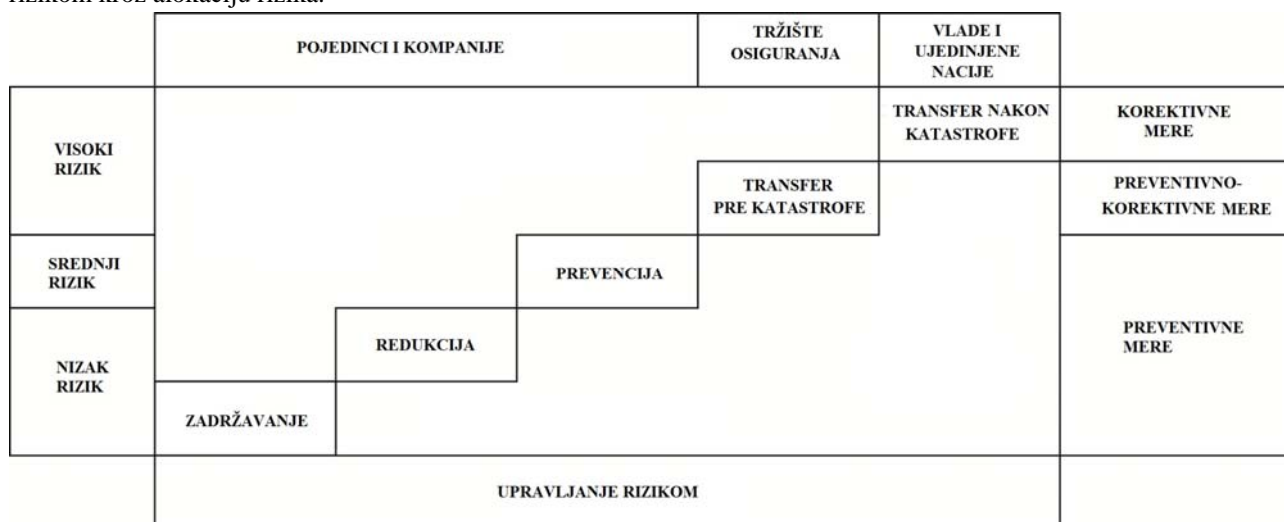 rizikom kroz alokaciju rizika.
POJEDINCI I KOMPANIJE
TRŽIŠTE
OSIGURANJA
VLADE I
UJEDINJENE
NACIJE
VISOKI
RIZIK
TRANSFER NAKON
KATASTROFE
KOREKTIVNE
MERE
TRANSFER
PRE KATASTROFE
PREVENTIVNO-
KOREKTIVNE MERE
SREDNJI
RIZIK
PREVENCIJA
NIZAK
RIZIK
REDUKCIJA
PREVENTIVNE
MERE
ZADRŽAVANJE
UPRAVLJANJE RIZIKOM